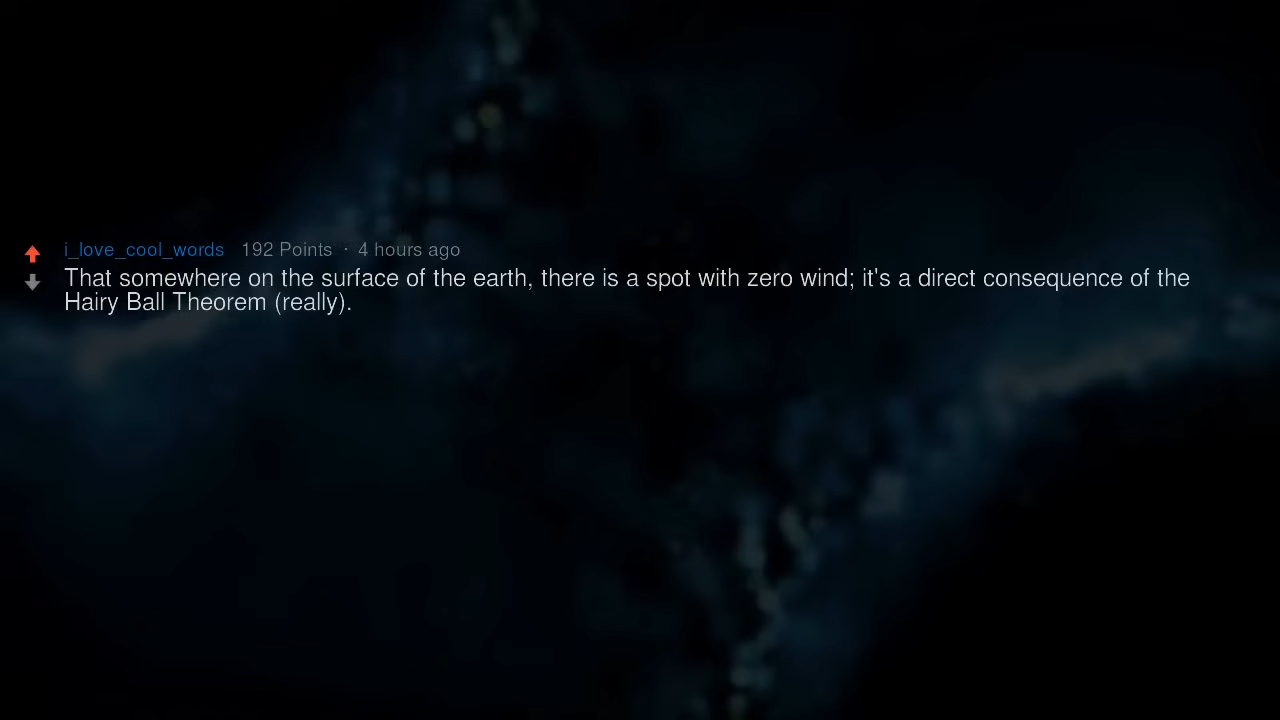 i_love_cool_words 192 Points · 4 hours ago
That somewhere on the surface of the earth, there is a spot with zero wind; it's a direct consequence of the
Hairy Ball Theorem (really).